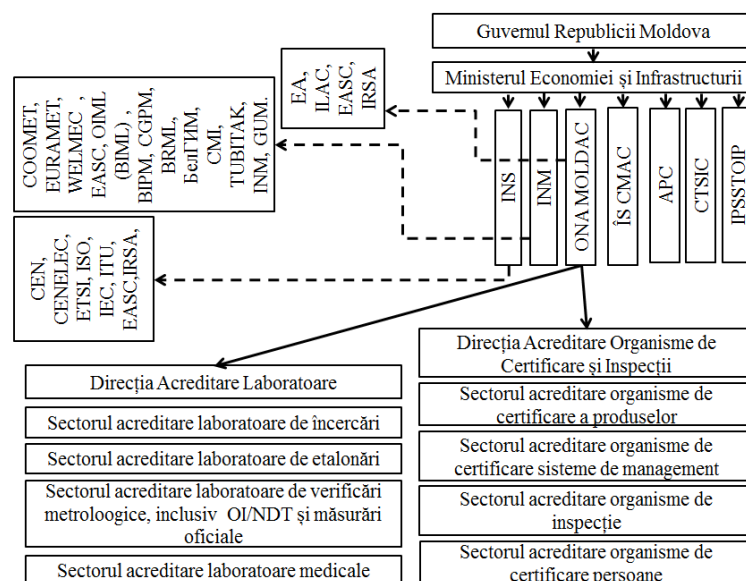 Guvernul Republicii Moldova
Ministerul Economiei și Infrastructurii
EA,
ILAC,
EASC,
IRSA
COOMET,
EURAMET,
WELMEC ,
EASC, OIML
(BIML) ,
BIPM, CGPM,
BRML,
БелГИМ,
CMI,
TUBITAK,
INM, GUM.
CEN,
CENELEC,
ETSI, ISO,
IEC, ITU,
EASC,IRSA,
INS
INM
ONA MOLDAC
ÎS CMAC
APC
CTSIC
IPSSTOIP
Direcția Acreditare Laboratoare
Sectorul acreditare laboratoare de încercări
Sectorul acreditare laboratoare de etalonări
Sectorul acreditare laboratoare de verificări
metroloogice, inclusiv OI/NDT și măsurări
oficiale
Sectorul acreditare laboratoare medicale
Direcția Acreditare Organisme de
Certificare și Inspecții
Sectorul acreditare organisme de
certificare a produselor
Sectorul acreditare organisme de
certificare sisteme de management
Sectorul acreditare organisme de
inspecție
Sectorul acreditare organisme de
certificare persoane